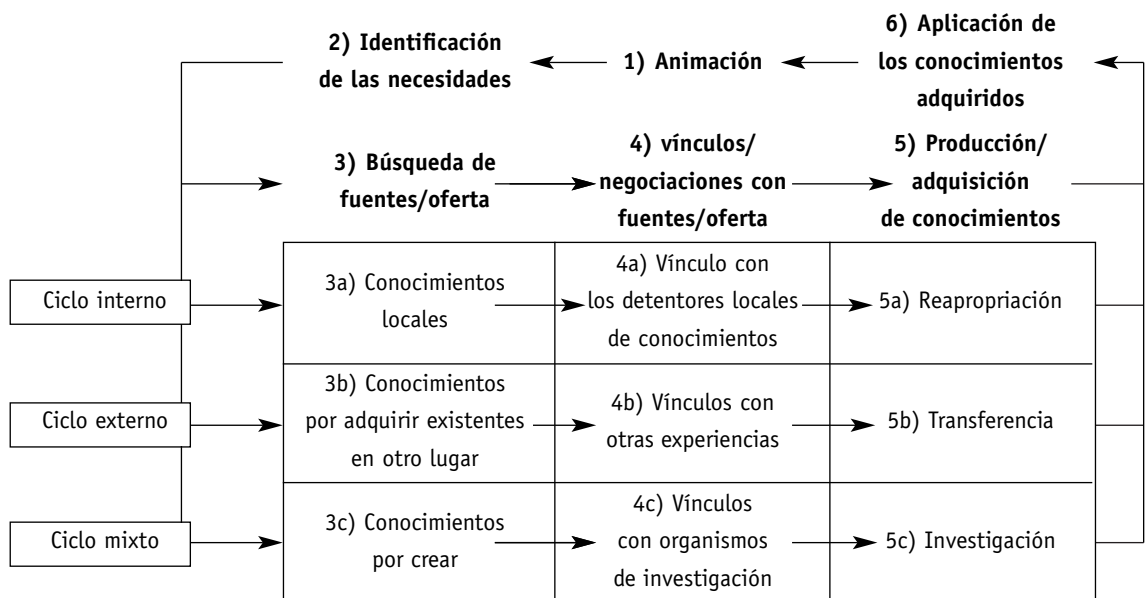 2) Identificación
de las necesidades
1) Animación
6) Aplicación de
los conocimientos
adquiridos
3) Búsqueda de
fuentes/oferta
4) vínculos/
negociaciones con
fuentes/oferta
5) Producción/
adquisición
de conocimientos
Ciclo interno
3a) Conocimientos
locales
4a) Vínculo con
los detentores locales
de conocimientos
5a) Reapropriación
Ciclo externo
3b) Conocimientos
por adquirir existentes
en otro lugar
4b) Vínculos con
otras experiencias
5b) Transferencia
Ciclo mixto
3c) Conocimientos
por crear
4c) Vínculos
con organismos
de investigación
5c) Investigación